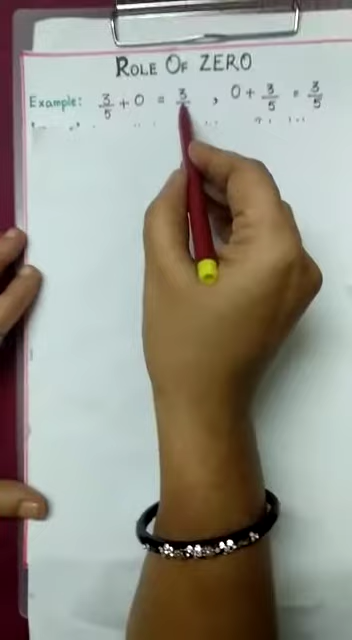 ROLE OF ZERO
Example: 3/5 + 0 = 3/5 , 0 + 3/5 = 3/5